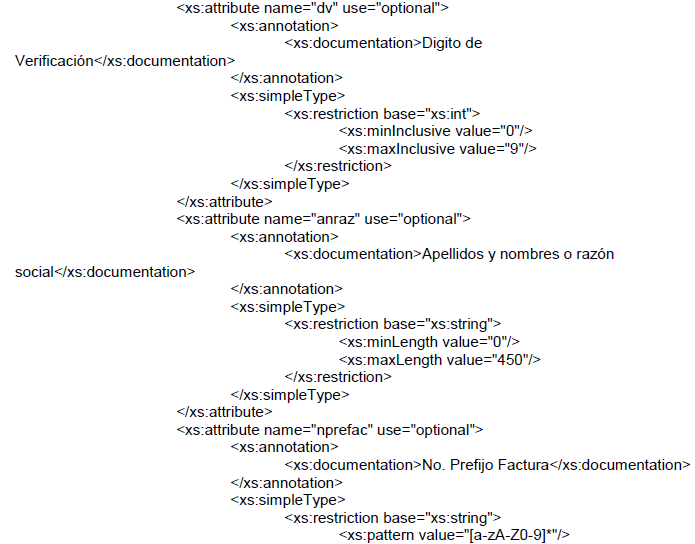 <xs:attribute name="dv" use="optional">
<xs:annotation>
<xs:documentation>Digito de
Verificación</xs:documentation>
</xs:annotation>
<xs:simpleType>
<xs:restriction base="xs:int">
<xs:minInclusive value="0"/>
<xs:maxInclusive value="9"/>
</xs:restriction>
</xs:simpleType>
</xs:attribute>
<xs:attribute name="anraz" use="optional">
<xs:annotation>
<xs:documentation>Apellidos y nombres o razón
social</xs:documentation>
</xs:annotation>
<xs:simpleType>
<xs:restriction base="xs:string">
<xs:minLength value="0"/>
<xs:maxLength value="450"/>
</xs:restriction>
</xs:simpleType>
</xs:attribute>
<xs:attribute name="nprefac" use="optional">
<xs:annotation>
<xs:documentation>No. Prefijo Factura</xs:documentation>
</xs:annotation>
<xs:simpleType>
<xs:restriction base="xs:string">
<xs:pattern value="[a-zA-Z0-9]*"/>